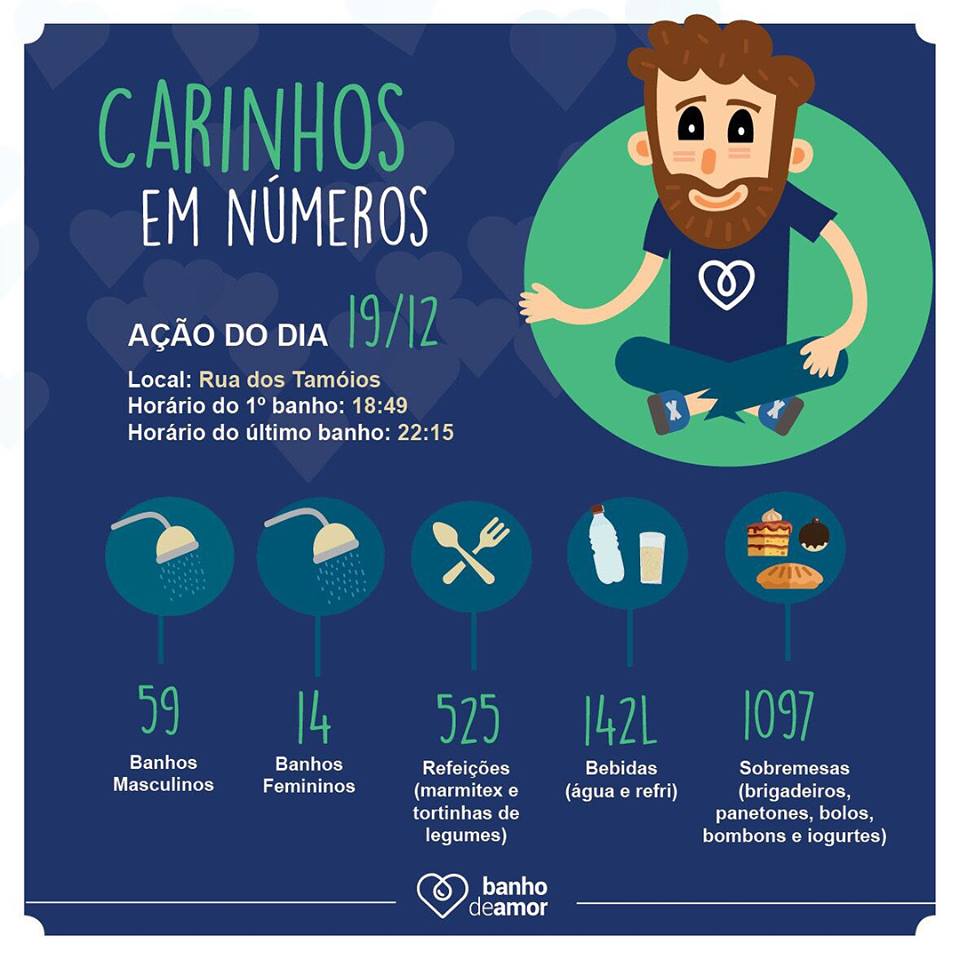 CARINHOS
EM NÚMEROS
AÇÃO DO DIA 19/12
Local: Rua dos Tamóios
Horário do 1º banho: 18:49
Horário do último banho: 22:15
59
Banhos
Masculinos
14
Banhos
Femininos
525
Refeições
(marmitex e
tortinhas de
legumes)
142L
Bebidas
(água e refri)
1097
Sobremesas
(brigadeiros,
panetones, bolos,
bombons e iogurtes)
banho
deamor